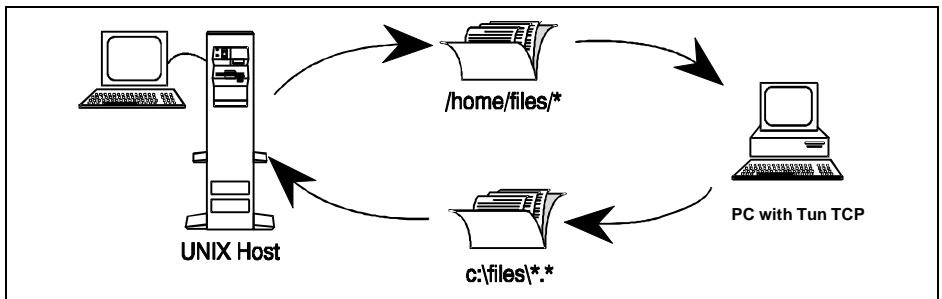 /home/files/*
PC with Tun TCP
UNIX Host
c:\files\*.*